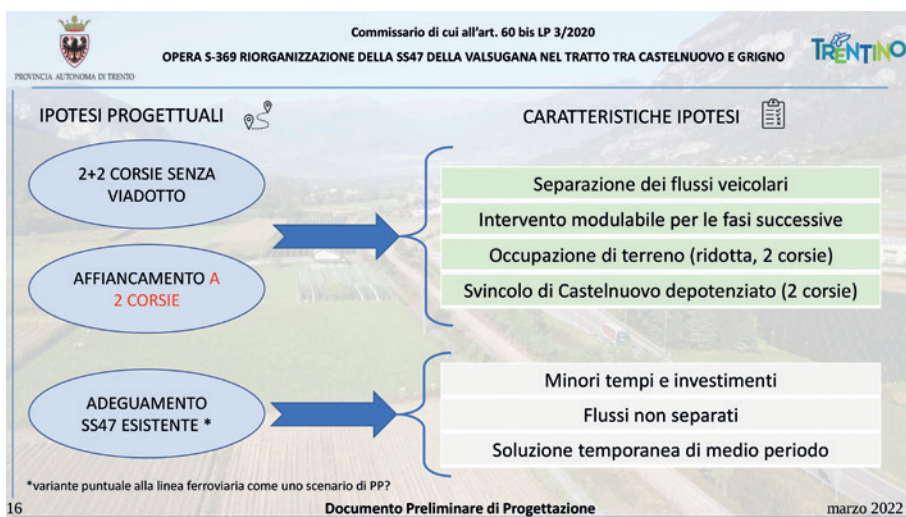 Commissario di cui all'art. 60 bis LP 3/2020
OPERA S-369 RIORGANIZZAZIONE DELLA SS47 DELLA VALSUGANA NEL TRATTO TRA CASTELNUOVO E GRIGNO
PROVINCIA AUTONOMA DI TRENTO
TRENTINO
IPOTESI PROGETTUALI
CARATTERISTICHE IPOTESI
2+2 CORSIE SENZA
VIADOTTO
AFFIANCAMENTO A
2 CORSIE
Separazione dei flussi veicolari
Intervento modulabile per le fasi successive
Occupazione di terreno (ridotta, 2 corsie)
Svincolo di Castelnuovo depotenziato (2 corsie)
ADEGUAMENTO
SS47 ESISTENTE *
Minori tempi e investimenti
Flussi non separati
Soluzione temporanea di medio periodo
*variante puntuale alla linea ferroviaria come uno scenario di PP?
16
Documento Preliminare di Progettazione
marzo 2022